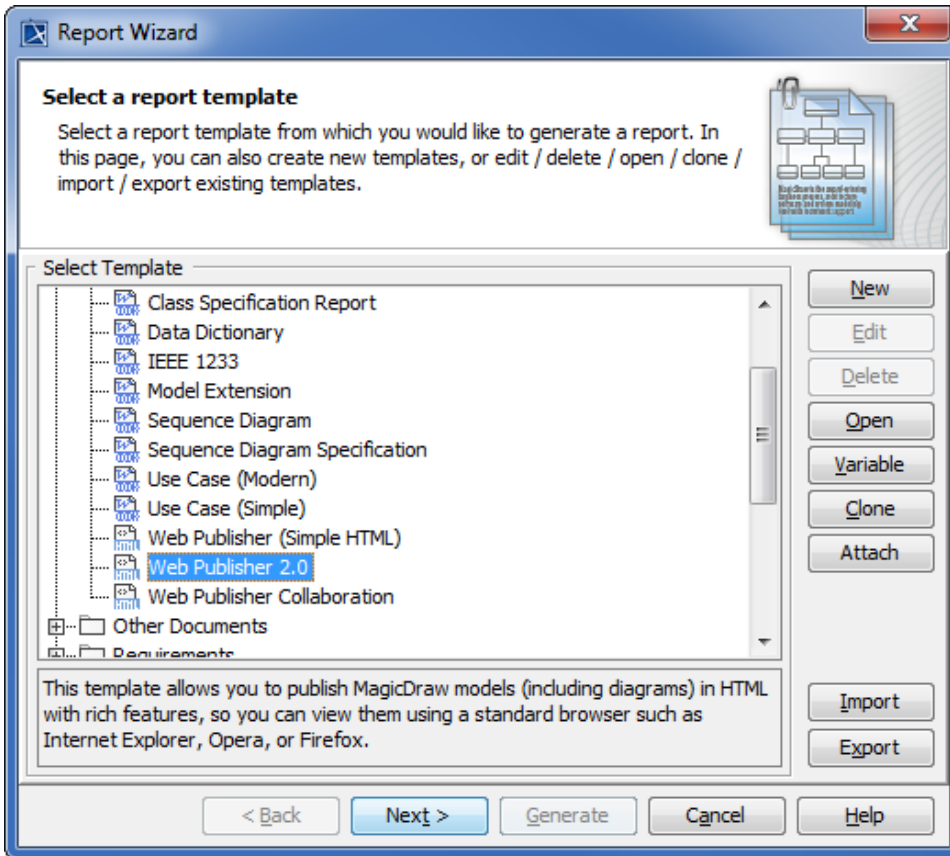 Report Wizard
Select a report template
Select a report template from which you would like to generate a report. In
this page, you can also create new templates, or edit / delete / open / clone /
import / export existing templates.
Select Template
Class Specification Report
Data Dictionary
IEEE 1233
Model Extension
Sequence Diagram
Sequence Diagram Specification
Use Case (Modern)
Use Case (Simple)
Web Publisher (Simple HTML)
Web Publisher 2.0
Web Publisher Collaboration
Other Documents
Requirements
New
Edit
Delete
Open
Variable
Clone
Attach
This template allows you to publish MagicDraw models (including diagrams) in HTML
with rich features, so you can view them using a standard browser such as
Internet Explorer, Opera, or Firefox.
Import
Export
< Back
Next >
Generate
Cancel
Help